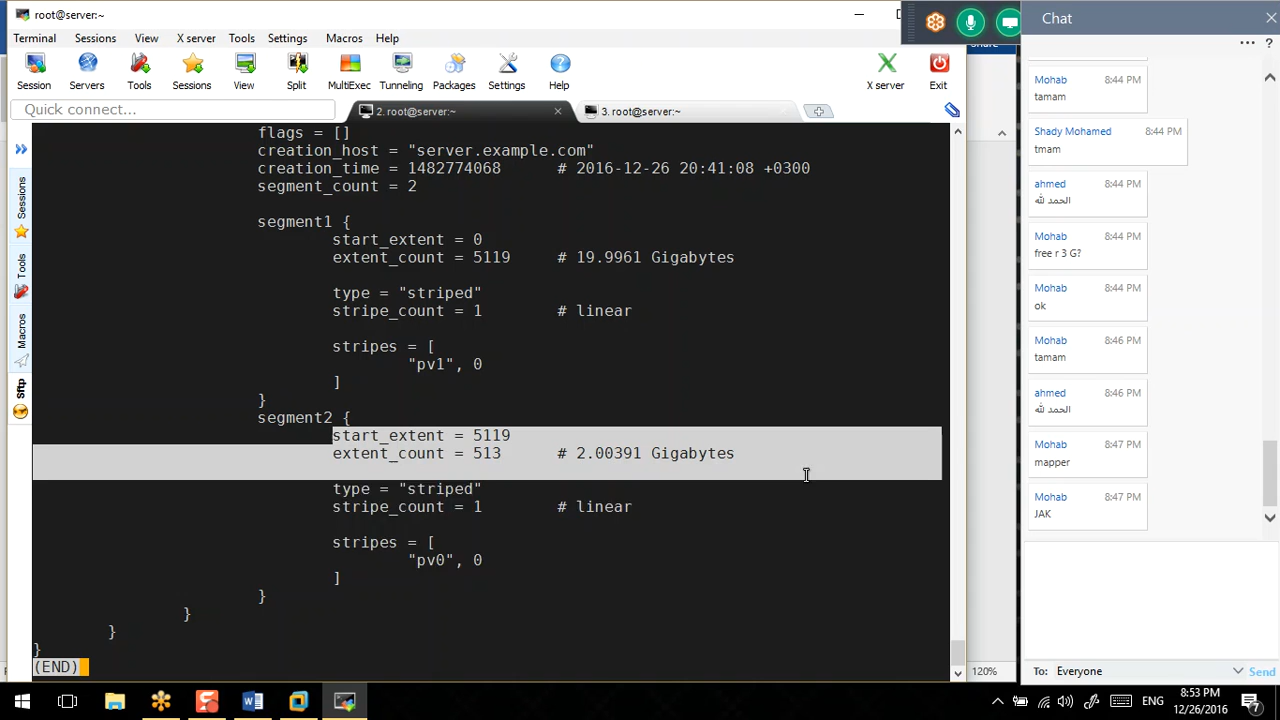 root@server:~
Terminal Sessions View X server Tools Settings Macros Help
Session Servers Tools Sessions View Split MultiExec Tunneling Packages Settings Help X server Exit
Quick connect...
2. root@server:~
3. root@server:~
Sessions
Tools
Macros
Sftp
flags = []
creation_host = "server.example.com"
creation_time = 1482774068 # 2016-12-26 20:41:08 +0300
segment_count = 2
segment1 {
start_extent = 0
extent_count = 5119 # 19.9961 Gigabytes
type = "striped"
stripe_count = 1 # linear
stripes = [
"pv1", 0
]
}
segment2 {
start_extent = 5119
extent_count = 513 # 2.00391 Gigabytes
type = "striped"
stripe_count = 1 # linear
stripes = [
"pv0", 0
]
}
}
}
}
(END)
Share
120%
Chat
Mohab 8:44 PM
tamam
Shady Mohamed 8:44 PM
tmam
ahmed 8:44 PM
الحمد لله
Mohab 8:44 PM
free r 3 G?
Mohab 8:44 PM
ok
Mohab 8:46 PM
tamam
ahmed 8:46 PM
الحمد لله
Mohab 8:47 PM
mapper
Mohab 8:47 PM
JAK
To: Everyone Send
ENG
8:53 PM
12/26/2016
7